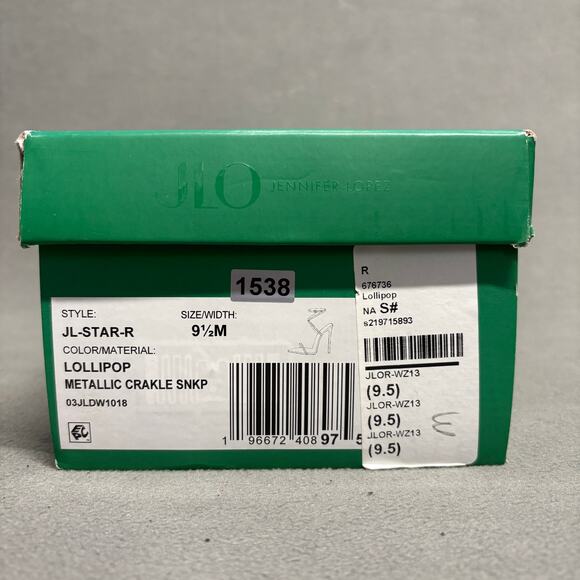 JLO JENNIFER LOPEZ
1538
STYLE: SIZE/WIDTH:
JL-STAR-R 9½M
COLOR/MATERIAL:
LOLLIPOP
METALLIC CRAKLE SNKP
03JLDW1018
1 96672 408 97 5
R
676736
Lollipop
NA S#
s219715893
JLOR-WZ13
(9.5)
JLOR-WZ13
(9.5)
JLOR-WZ13
(9.5)